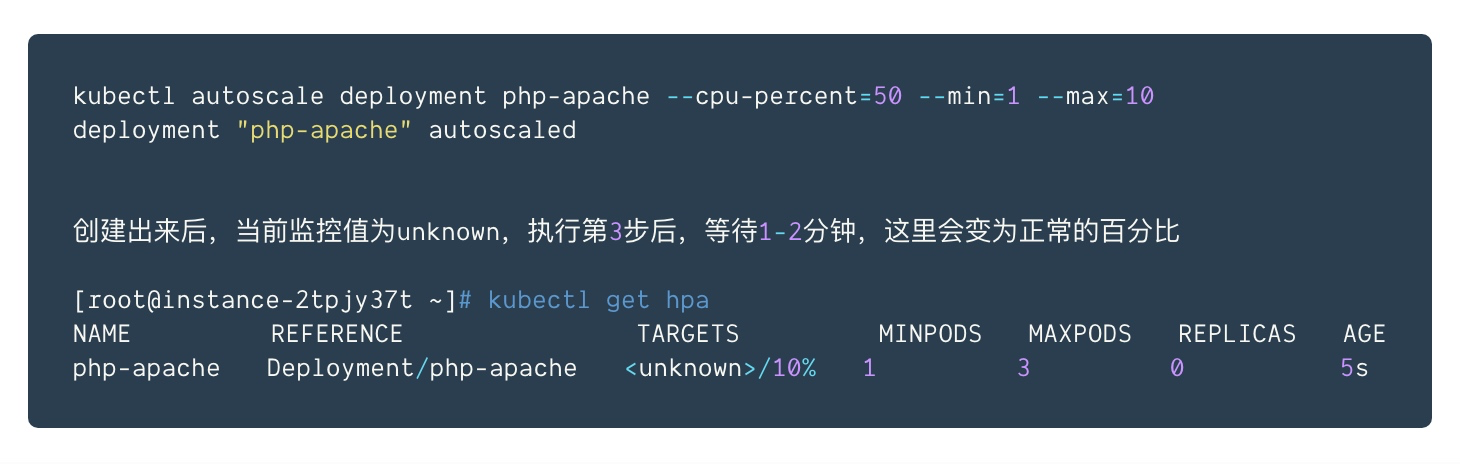 kubectl autoscale deployment php-apache --cpu-percent=50 --min=1 --max=10
deployment "php-apache" autoscaled
创建出来后，当前监控值为unknown，执行第3步后，等待1-2分钟，这里会变为正常的百分比
[root@instance-2tpjy37t ~]# kubectl get hpa
NAME REFERENCE TARGETS MINPODS MAXPODS REPLICAS AGE
php-apache Deployment/php-apache <unknown>/10% 1 3 0 5s